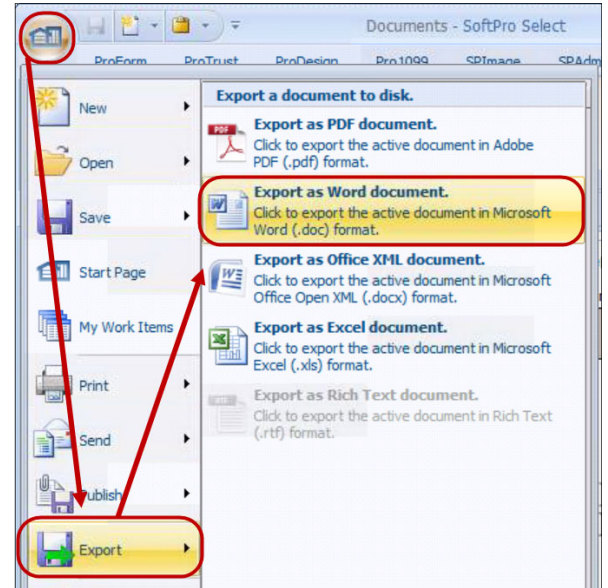 Documents - SoftPro Select
ProForm ProTrust ProDesign Pro1099 SPImage SPAdm
New
Open
Save
Start Page
My Work Items
Print
Send
Publish
Export
Export a document to disk.
PDF
Export as PDF document.
Click to export the active document in Adobe
PDF (.pdf) format.
Export as Word document.
Click to export the active document in Microsoft
Word (.doc) format.
Export as Office XML document.
Click to export the active document in Microsoft
Office Open XML (.docx) format.
Export as Excel document.
Click to export the active document in Microsoft
Excel (.xls) format.
Export as Rich Text document.
Click to export the active document in Rich Text
(.rtf) format.